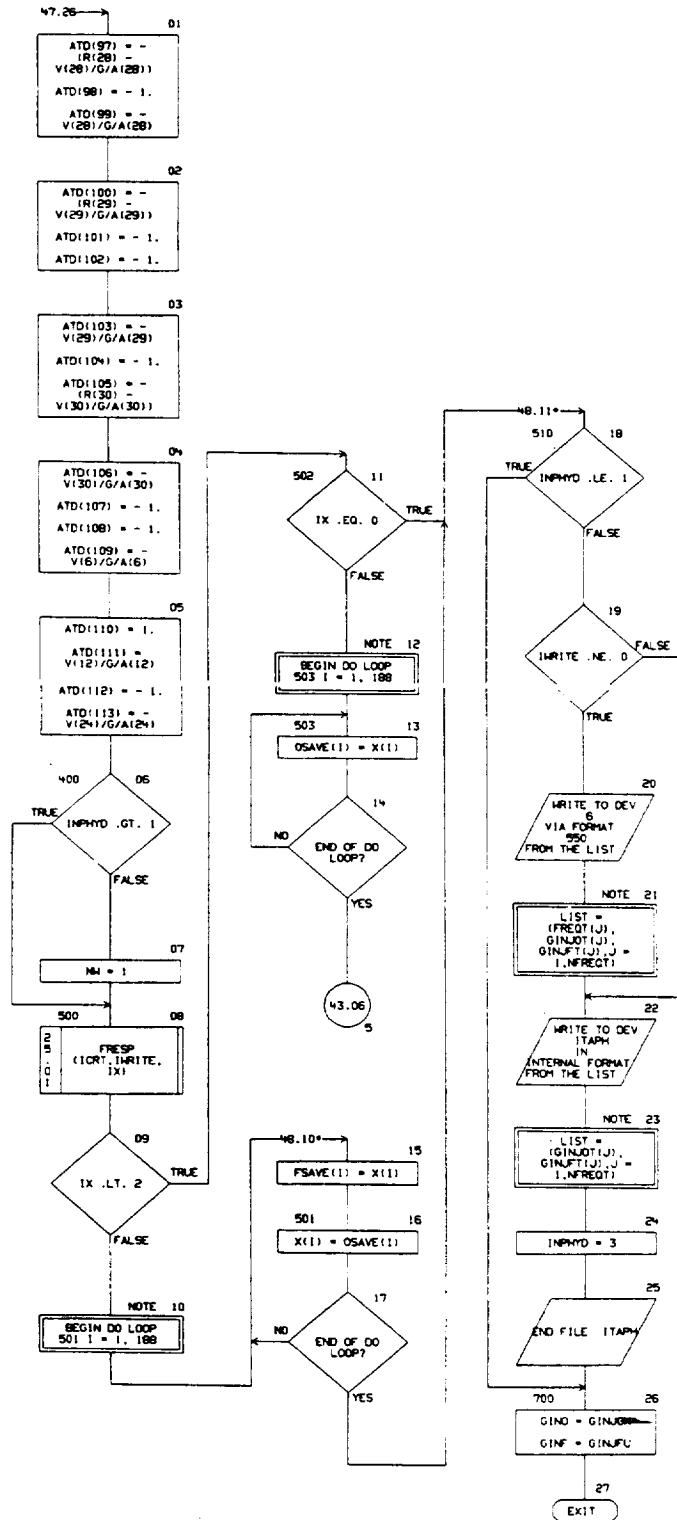 47.26
01
ATD(97) = -
(R(28) -
V(28)/G/A(28))
ATD(98) = - 1.
ATD(99) = -
V(28)/G/A(28)
02
ATD(100) = -
(R(29) -
V(29)/G/A(29))
ATD(101) = - 1.
ATD(102) = - 1.
03
ATD(103) = -
V(29)/G/A(29)
ATD(104) = - 1.
ATD(105) = -
(R(30) -
V(30)/G/A(30))
04
ATD(106) = -
V(30)/G/A(30)
ATD(107) = - 1.
ATD(108) = - 1.
ATD(109) = -
V(6)/G/A(6)
05
ATD(110) = 1.
ATD(111) =
V(12)/G/A(12)
ATD(112) = - 1.
ATD(113) = -
V(24)/G/A(24)
400
06
TRUE
INPHYD .GT. 1
FALSE
07
NW = 1
500
08
25.01
FRESP
(ICRT,IWRITE,
IX)
09
IX .LT. 2
TRUE
FALSE
NOTE 10
BEGIN DO LOOP
501 I = 1, 188
502
11
IX .EQ. 0
TRUE
FALSE
NOTE 12
BEGIN DO LOOP
503 I = 1, 188
503
13
OSAVE(I) = X(I)
14
NO
END OF DO
LOOP?
YES
43.06
5
48.10*
15
FSAVE(I) = X(I)
501
16
X(I) = OSAVE(I)
17
NO
END OF DO
LOOP?
YES
48.11*
510
18
TRUE
INPHYD .LE. 1
FALSE
19
IWRITE .NE. 0
FALSE
TRUE
20
WRITE TO DEV
6
VIA FORMAT
550
FROM THE LIST
NOTE 21
LIST =
(FREQT(J),
GINJOT(J),
GINJFT(J),J =
1,NFREQT)
22
WRITE TO DEV
ITAPH
IN
INTERNAL FORMAT
FROM THE LIST
NOTE 23
LIST =
(GINJOT(J),
GINJFT(J),J =
1,NFREQT)
24
INPHYD = 3
25
END FILE ITAPH
700
26
GINO =
GINF =
27
EXIT